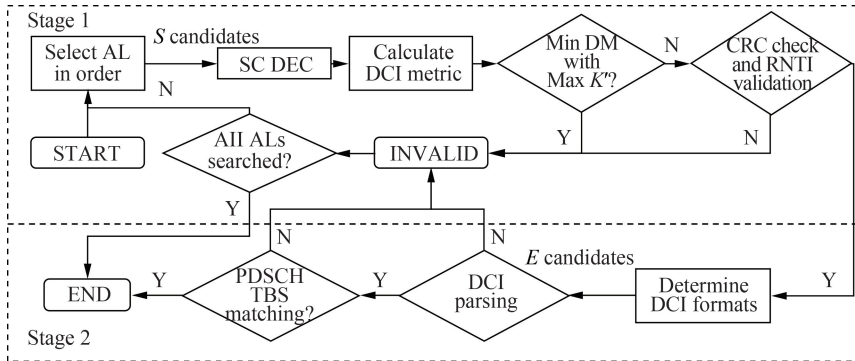 Stage 1
S candidates
Select AL
in order
SC DEC
Calculate
DCI metric
Min DM
with
Max K′?
N
CRC check
and RNTI
validation
N
START
AII ALs
searched?
INVALID
Y
N
Y
N
N
E candidates
Y
END
Y
PDSCH
TBS
matching?
Y
DCI
parsing
Determine
DCI formats
Stage 2